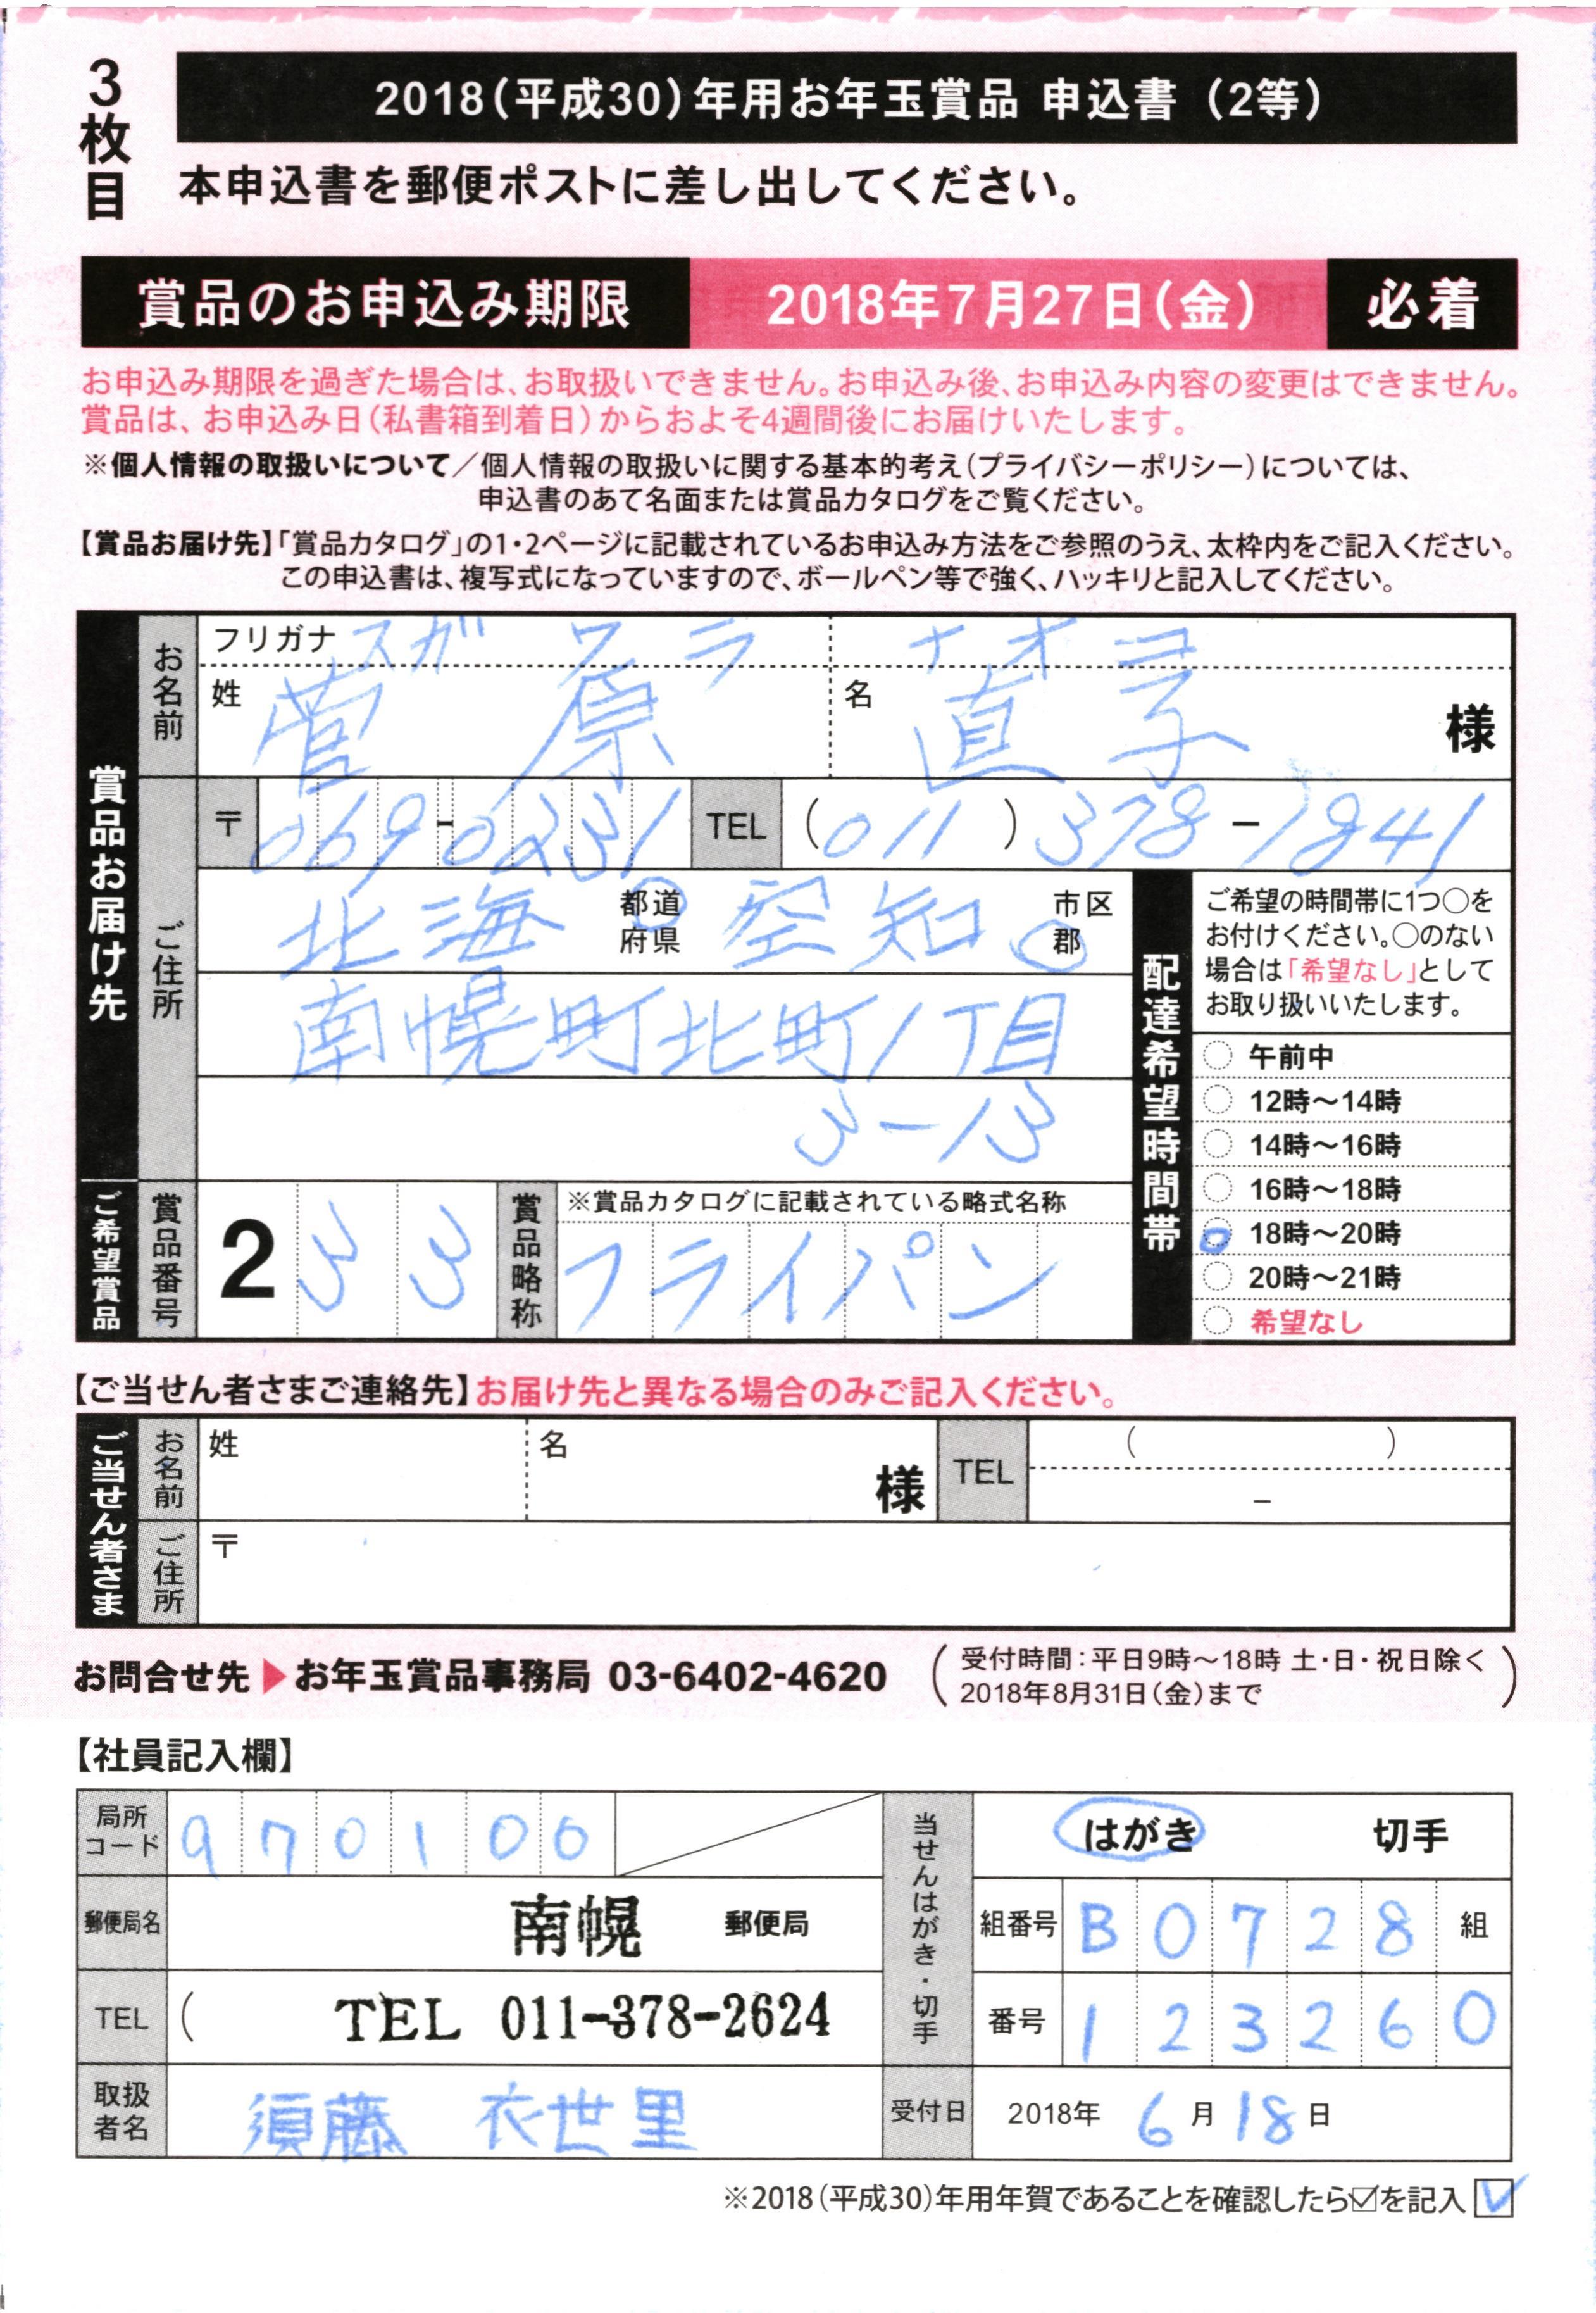 3枚目
2018(平成30)年用お年玉賞品 申込書 (2等)
本申込書を郵便ポストに差し出してください。
賞品のお申込み期限 2018年7月27日(金) 必着
お申込み期限を過ぎた場合は、お取扱いできません。お申込み後、お申込み内容の変更はできません。
賞品は、お申込み日(私書箱到着日)からおよそ4週間後にお届けいたします。
※個人情報の取扱いについて/個人情報の取扱いに関する基本的考え(プライバシーポリシー)については、
申込書のあて名面または賞品カタログをご覧ください。
【賞品お届け先】「賞品カタログ」の1・2ページに記載されているお申込み方法をご参照のうえ、太枠内をご記入ください。
この申込書は、複写式になっていますので、ボールペン等で強く、ハッキリと記入してください。
賞品お届け先
お名前
フリガナ スガワラ ナオコ
姓 菅原 名 直子 様
ご住所
〒 069-0231 TEL (011) 378-1841
北海 都道府県 空知 市区郡
南幌町北町1丁目
3-13
配達希望時間帯
ご希望の時間帯に1つ○を
お付けください。○のない
場合は「希望なし」として
お取り扱いいたします。
午前中
12時〜14時
14時〜16時
16時〜18時
18時〜20時
20時〜21時
希望なし
ご希望賞品
賞品番号 2 3 3 賞品略称 ※賞品カタログに記載されている略式名称
フライパン
【ご当せん者さまご連絡先】お届け先と異なる場合のみご記入ください。
ご当せん者さま
お名前 姓 名 様 TEL ( ) -
ご住所 〒
お問合せ先▶お年玉賞品事務局 03-6402-4620
(受付時間:平日9時〜18時 土・日・祝日除く
2018年8月31日(金)まで)
【社員記入欄】
局所コード 970100
郵便局名 南幌 郵便局
TEL ( TEL 011-378-2624
取扱者名 須藤 衣世里
当せんはがき・切手
はがき 切手
組番号 B0728 組
番号 123260
受付日 2018年 6月18日
※2018(平成30)年用年賀であることを確認したら☑を記入 ☑